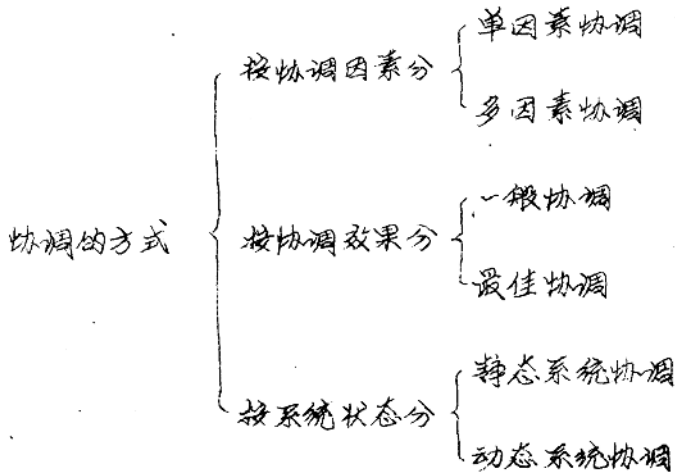 单因素协调
按协调因素分
多因素协调
一般协调
协调的方式
按协调效果分
最佳协调
静态系统协调
按系统状态分
动态系统协调